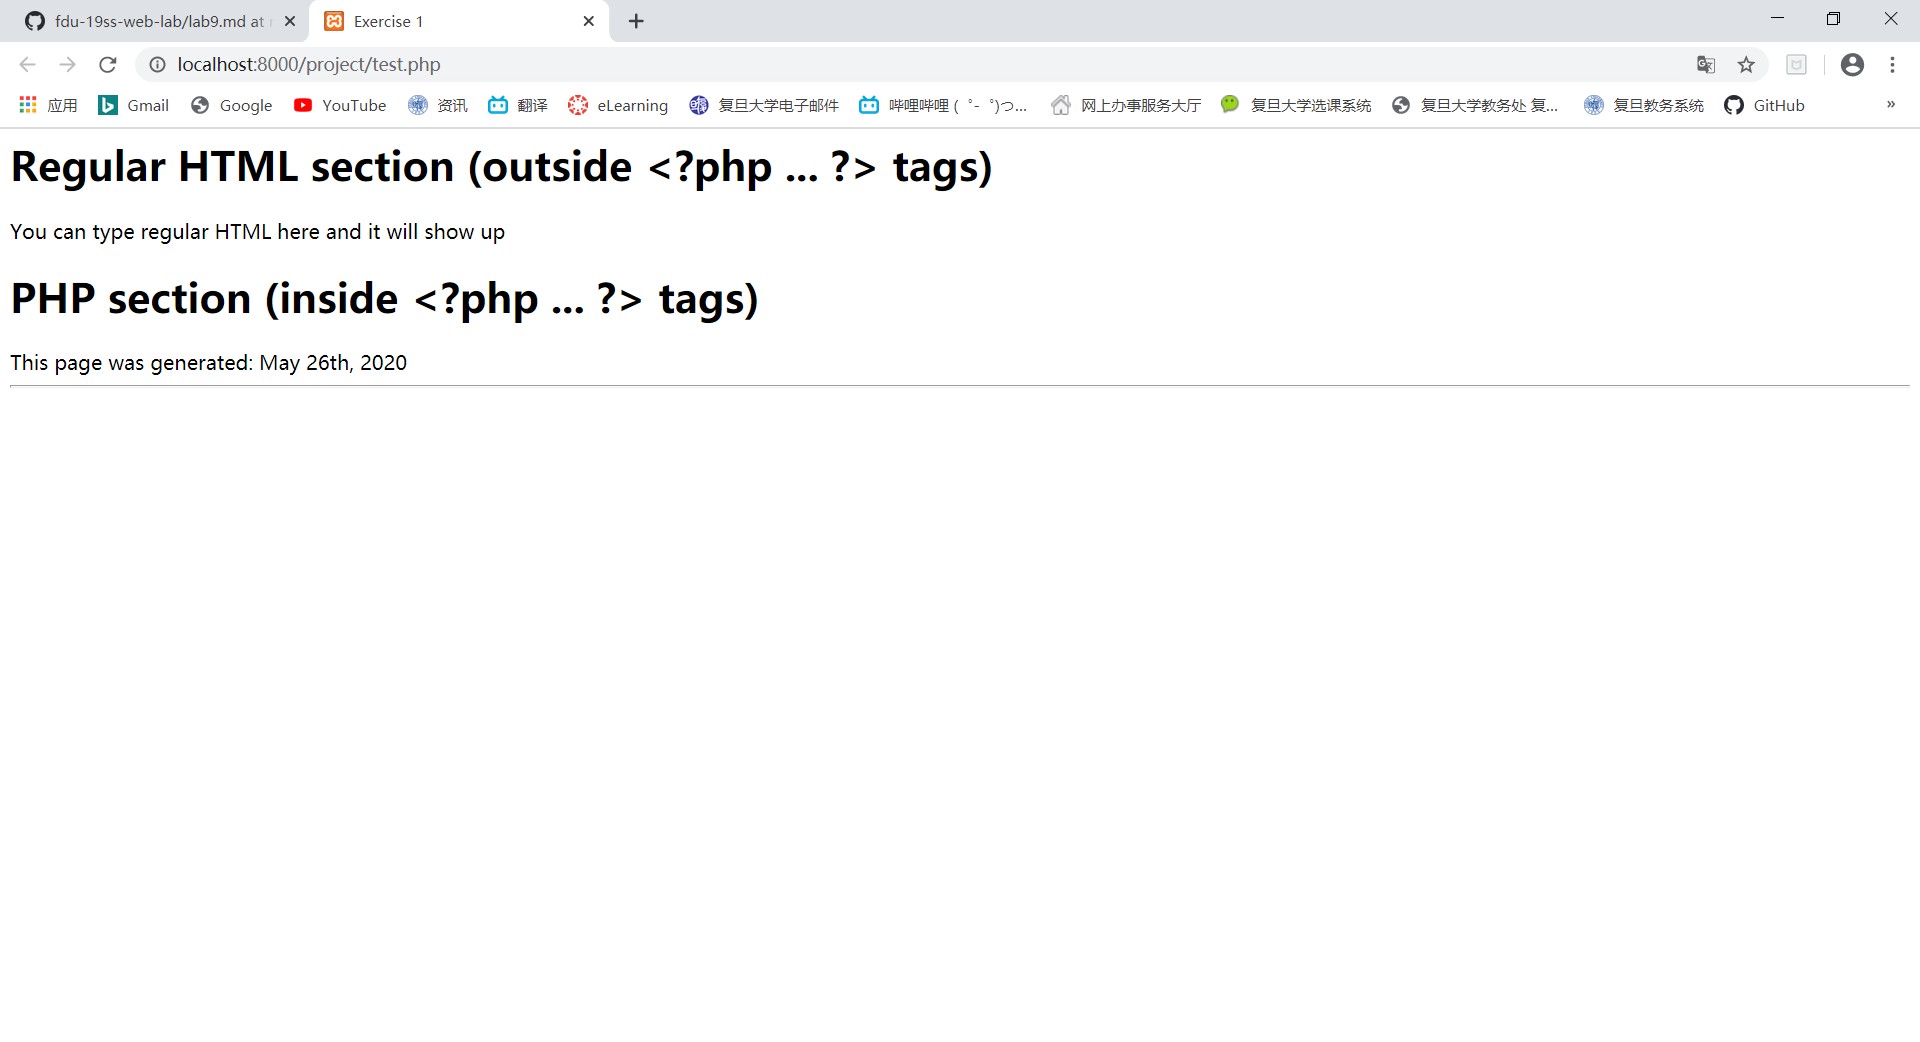 fdu-19ss-web-lab/lab9.md at
Exercise 1
localhost:8000/project/test.php
应用 Gmail Google YouTube 资讯 翻译 eLearning 复旦大学电子邮件 哔哩哔哩 (゜-゜)つ... 网上办事服务大厅 复旦大学选课系统 复旦大学教务处 复... 复旦教务系统 GitHub »
Regular HTML section (outside <?php ... ?> tags)
You can type regular HTML here and it will show up
PHP section (inside <?php ... ?> tags)
This page was generated: May 26th, 2020